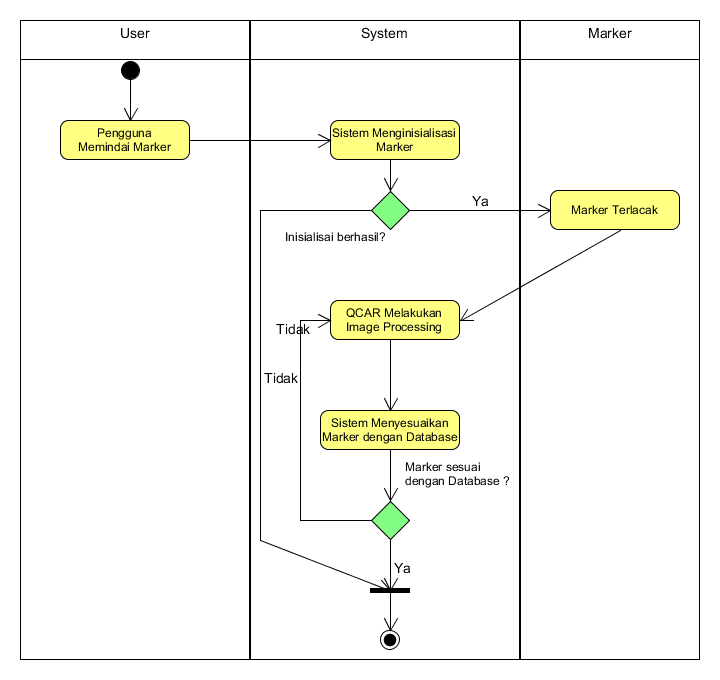 User
System
Marker
Pengguna
Memindai Marker
Sistem Menginisialisasi
Marker
Ya
Marker Terlacak
Inisialisai berhasil?
QCAR Melakukan
Image Processing
Tidak
Tidak
Sistem Menyesuaikan
Marker dengan Database
Marker sesuai
dengan Database ?
Ya